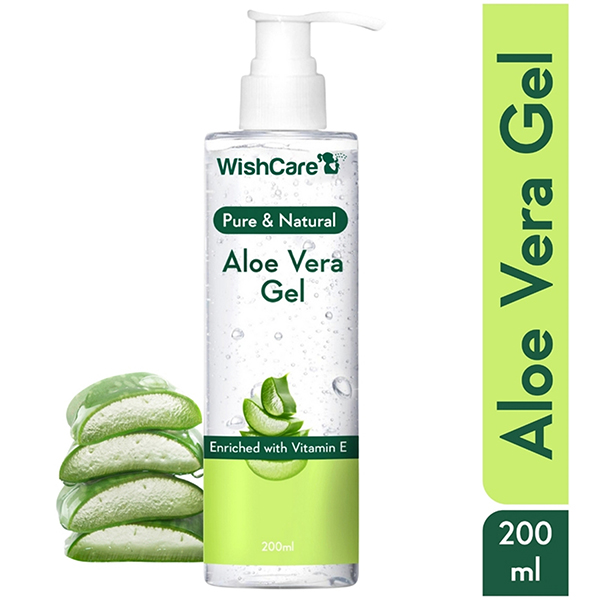 WishCare
Pure & Natural
Aloe Vera
Gel
Enriched with Vitamin E
200ml
Aloe Vera Gel
200
ml